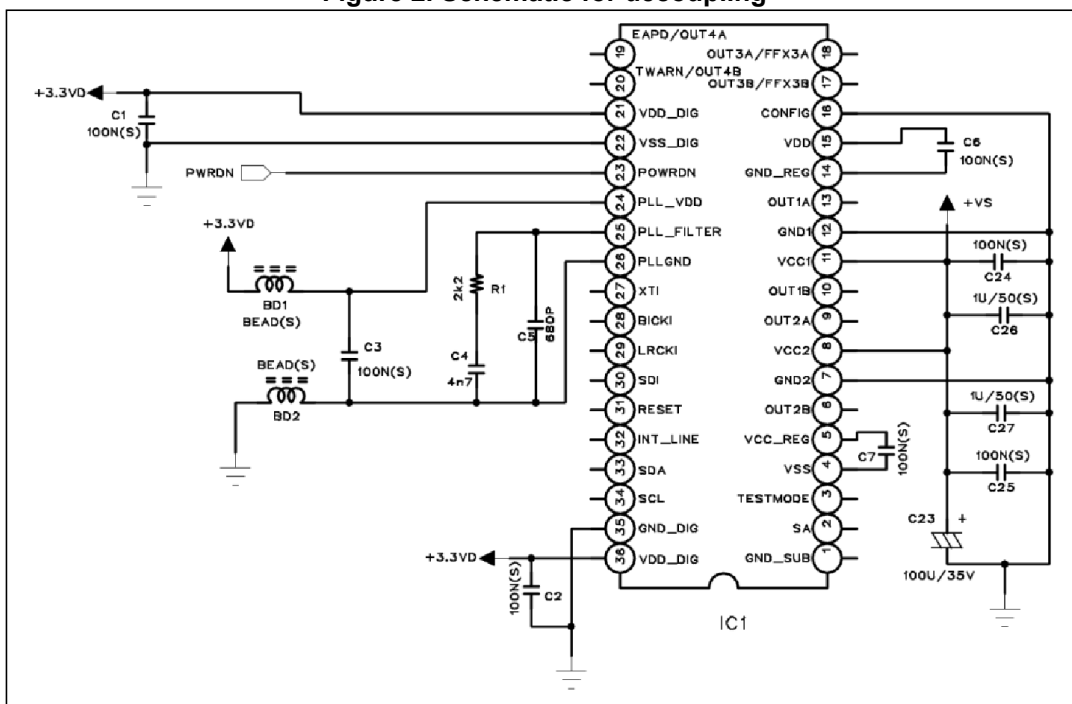 Figure 2. Schematic for decoupling
EAPD/OUT4A
19
OUT3A/FFX3A
18
TWARN/OUT4B
20
OUT3B/FFX3B
17
+3.3VD
C1
100N(S)
21
VDD_DIG
CONFIG
16
22
VSS_DIG
VDD
15
C6
100N(S)
PWRDN
23
POWRDN
GND_REG
14
24
PLL_VDD
OUT1A
13
+VS
+3.3VD
25
PLL_FILTER
GND1
12
26
PLLGND
VCC1
11
100N(S)
C24
BD1
BEAD(S)
2k2
R1
27
XTI
OUT1B
10
C5
680P
28
BICKI
OUT2A
9
1U/50(S)
C26
C3
100N(S)
29
LRCKI
VCC2
8
C4
4n7
30
SDI
GND2
7
BEAD(S)
BD2
31
RESET
OUT2B
6
1U/50(S)
C27
32
INT_LINE
VCC_REG
5
C7
100N(S)
33
SDA
VSS
4
100N(S)
C25
34
SCL
TESTMODE
3
35
GND_DIG
SA
2
C23
+
100U/35V
+3.3VD
36
VDD_DIG
GND_SUB
1
100N(S)
C2
IC1